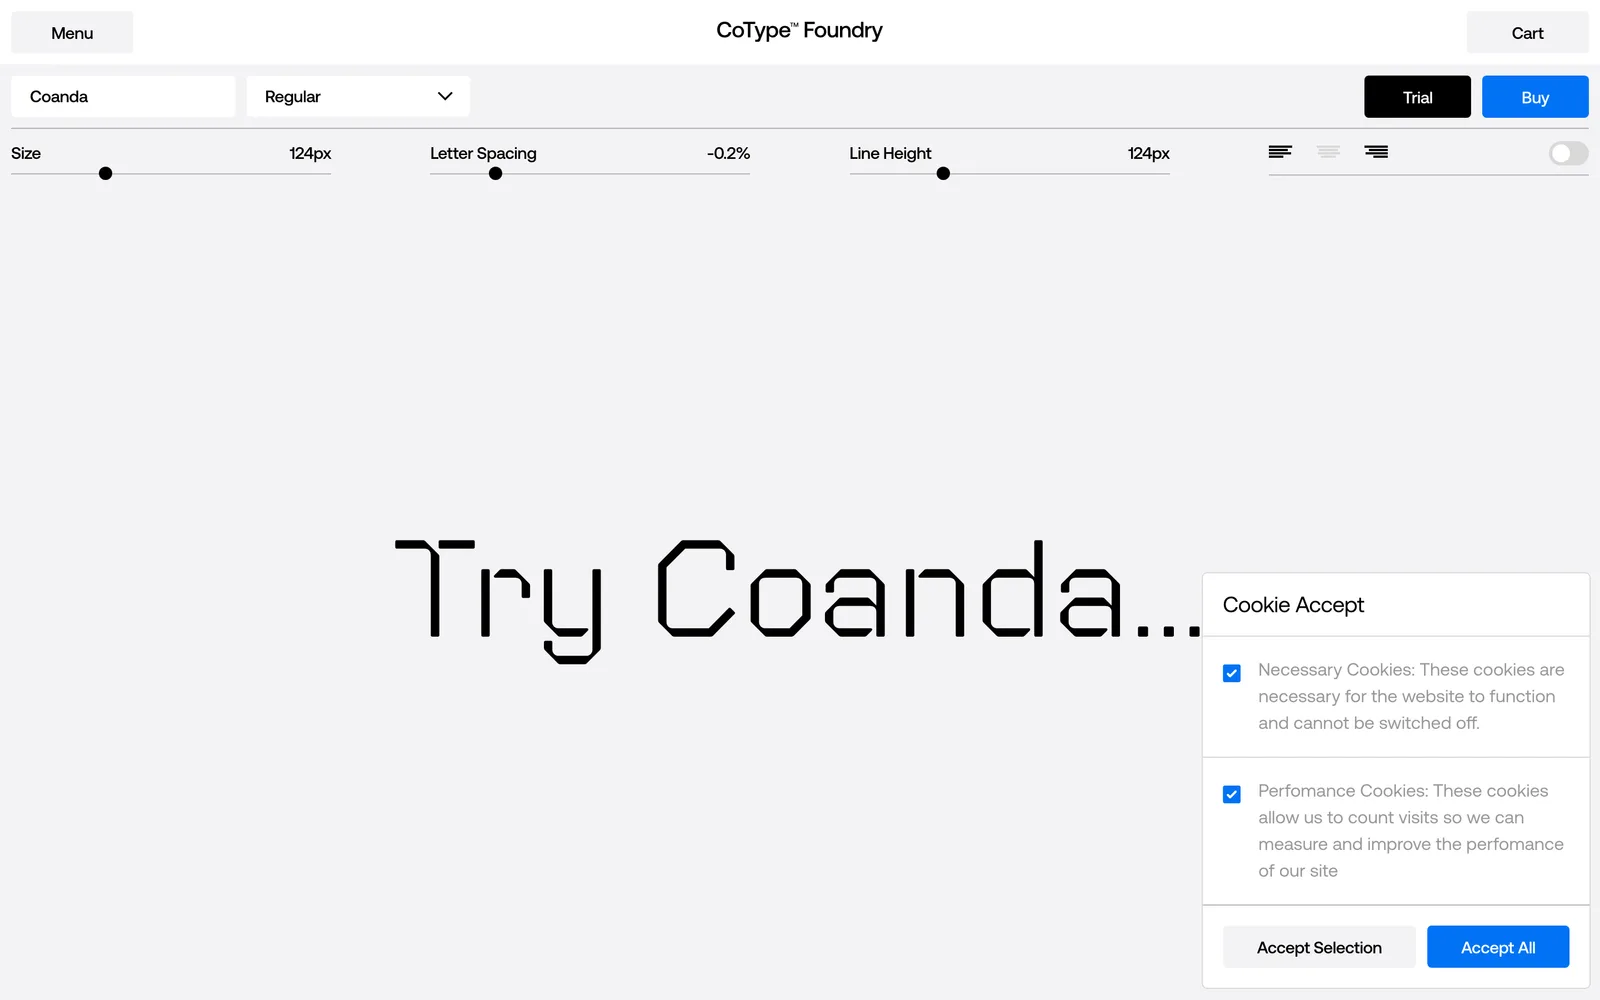 Menu
CoType™ Foundry
Cart
Coanda
Regular
Trial
Buy
Size
124px
Letter Spacing
-0.2%
Line Height
124px
Try Coanda...
Cookie Accept
Necessary Cookies: These cookies are
necessary for the website to function
and cannot be switched off.
Perfomance Cookies: These cookies
allow us to count visits so we can
measure and improve the perfomance
of our site
Accept Selection
Accept All